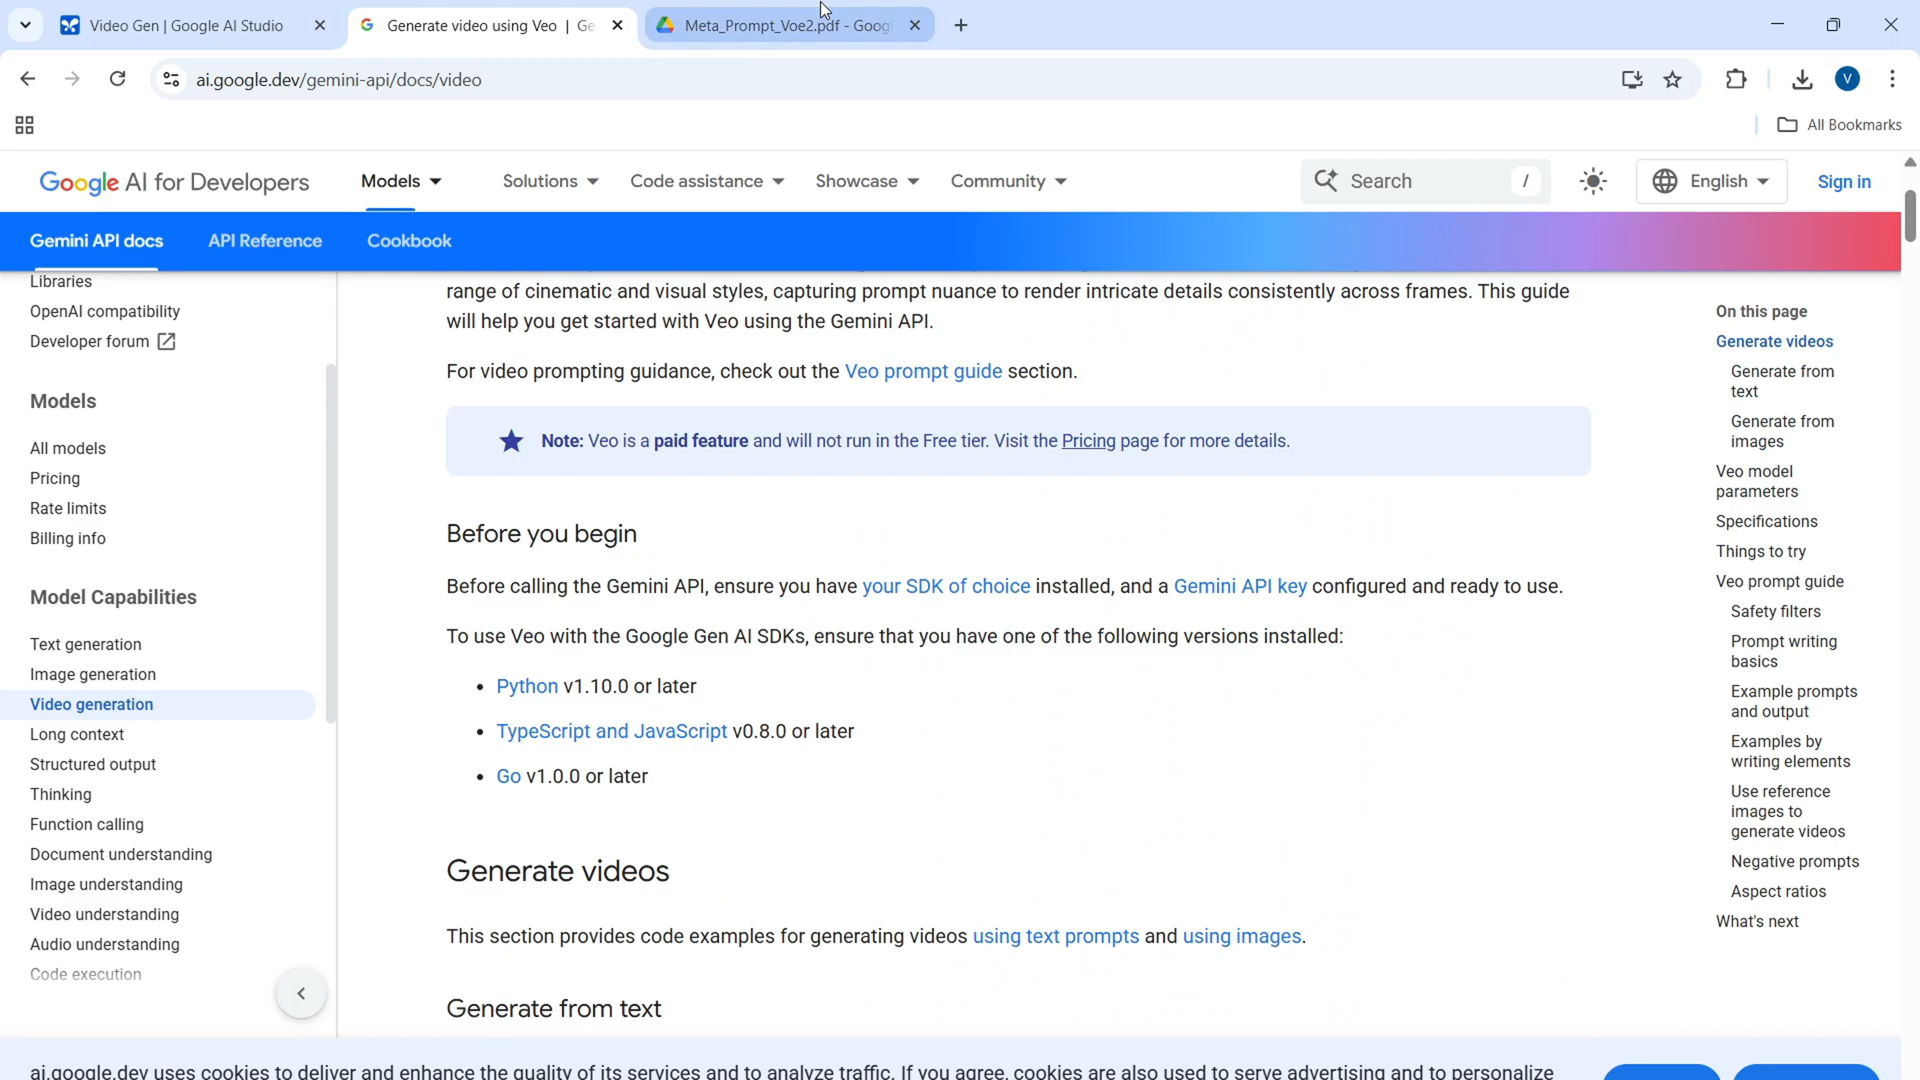 Video Gen | Google AI Studio
Generate video using Veo | Ge
Meta_Prompt_Voe2.pdf - Goog
ai.google.dev/gemini-api/docs/video
V
All Bookmarks
Google AI for Developers
Models
Solutions
Code assistance
Showcase
Community
Search
/
English
Sign in
Gemini API docs
API Reference
Cookbook
Libraries
OpenAI compatibility
Developer forum
Models
All models
Pricing
Rate limits
Billing info
Model Capabilities
Text generation
Image generation
Video generation
Long context
Structured output
Thinking
Function calling
Document understanding
Image understanding
Video understanding
Audio understanding
Code execution
range of cinematic and visual styles, capturing prompt nuance to render intricate details consistently across frames. This guide
will help you get started with Veo using the Gemini API.
For video prompting guidance, check out the Veo prompt guide section.
Note: Veo is a paid feature and will not run in the Free tier. Visit the Pricing page for more details.
Before you begin
Before calling the Gemini API, ensure you have your SDK of choice installed, and a Gemini API key configured and ready to use.
To use Veo with the Google Gen AI SDKs, ensure that you have one of the following versions installed:
• Python v1.10.0 or later
• TypeScript and JavaScript v0.8.0 or later
• Go v1.0.0 or later
Generate videos
This section provides code examples for generating videos using text prompts and using images.
Generate from text
On this page
Generate videos
Generate from
text
Generate from
images
Veo model
parameters
Specifications
Things to try
Veo prompt guide
Safety filters
Prompt writing
basics
Example prompts
and output
Examples by
writing elements
Use reference
images to
generate videos
Negative prompts
Aspect ratios
What's next
ai.google.dev uses cookies to deliver and enhance the quality of its services and to analyze traffic. If you agree, cookies are also used to serve advertising and to personalize